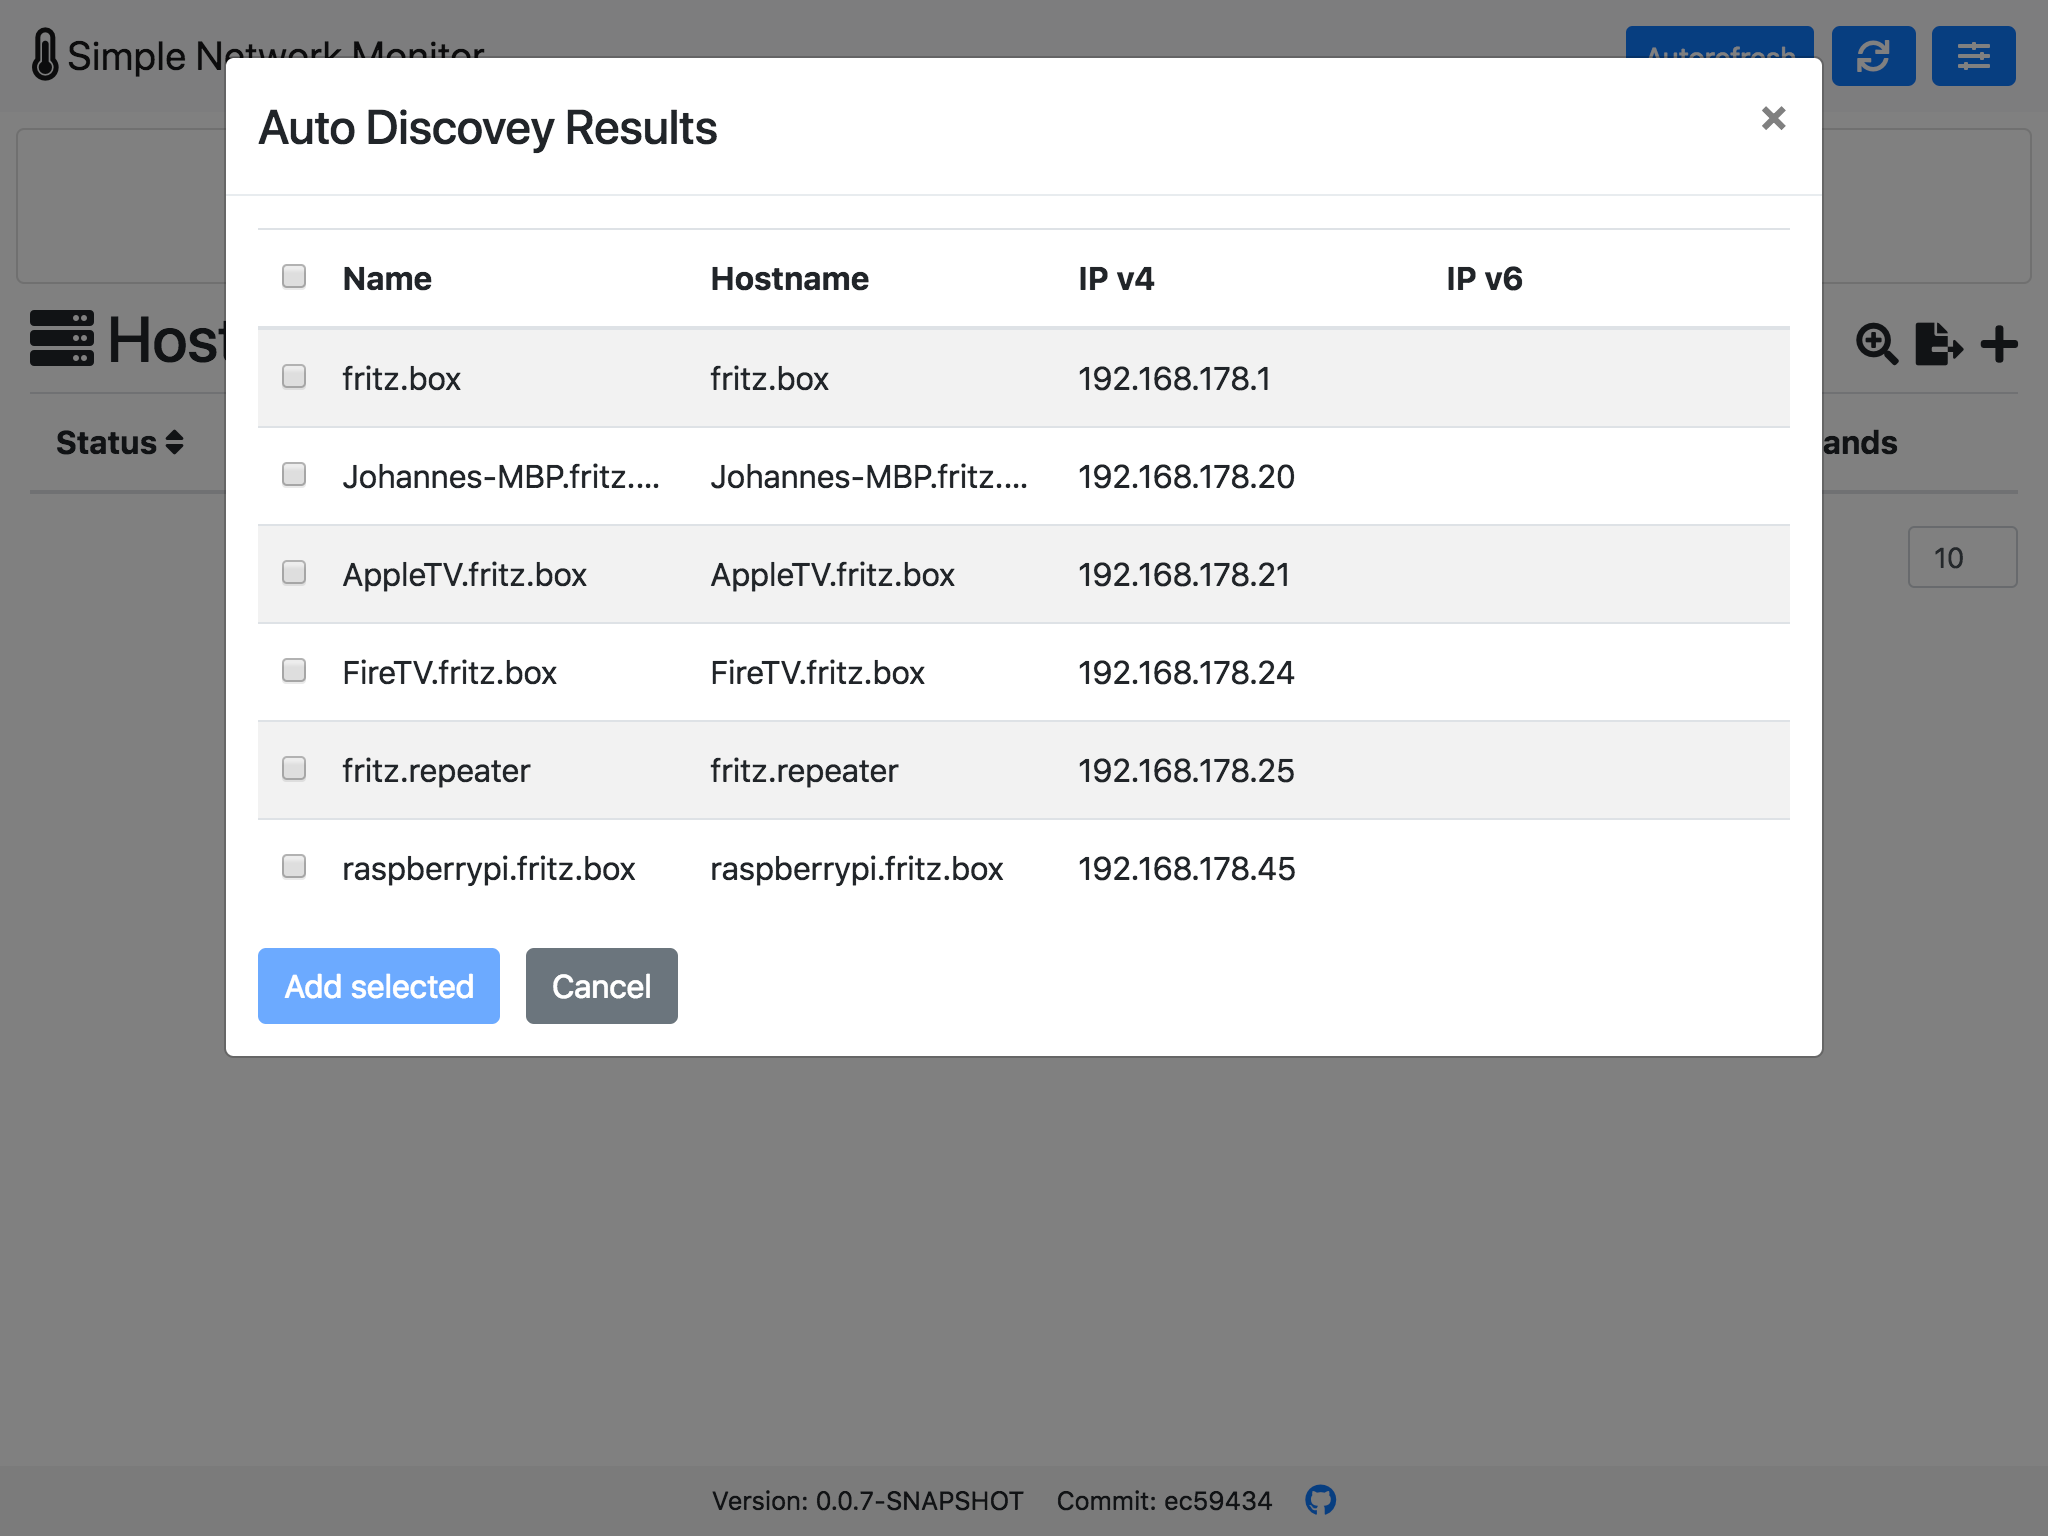 Simple Network Monitor
Autorefresh
Auto Discovey Results
×
Name Hostname IP v4 IP v6
fritz.box fritz.box 192.168.178.1
Johannes-MBP.fritz.... Johannes-MBP.fritz.... 192.168.178.20
AppleTV.fritz.box AppleTV.fritz.box 192.168.178.21
FireTV.fritz.box FireTV.fritz.box 192.168.178.24
fritz.repeater fritz.repeater 192.168.178.25
raspberrypi.fritz.box raspberrypi.fritz.box 192.168.178.45
Add selected Cancel
Host
Status ands
10
Version: 0.0.7-SNAPSHOT Commit: ec59434